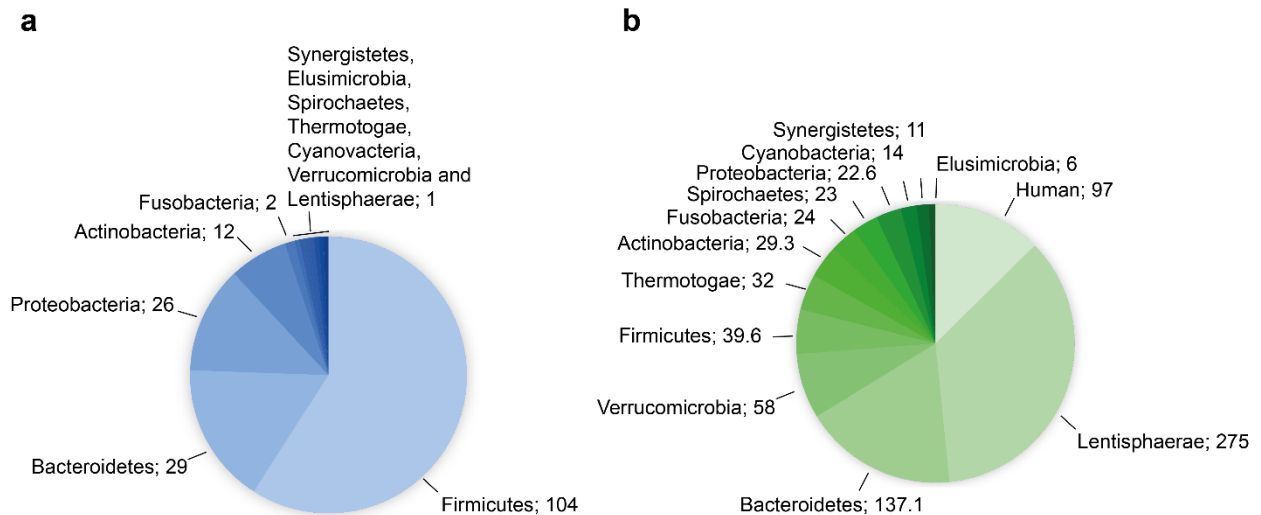 a
Synergistetes,
Elusimicrobia,
Spirochaetes,
Thermotogae,
Cyanovacteria,
Verrucomicrobia and
Lentisphaerae; 1
Fusobacteria; 2
Actinobacteria; 12
Proteobacteria; 26
Bacteroidetes; 29
Firmicutes; 104
b
Synergistetes; 11
Cyanobacteria; 14
Proteobacteria; 22.6
Spirochaetes; 23
Fusobacteria; 24
Actinobacteria; 29.3
Thermotogae; 32
Firmicutes; 39.6
Verrucomicrobia; 58
Bacteroidetes; 137.1
Elusimicrobia; 6
Human; 97
Lentisphaerae; 275